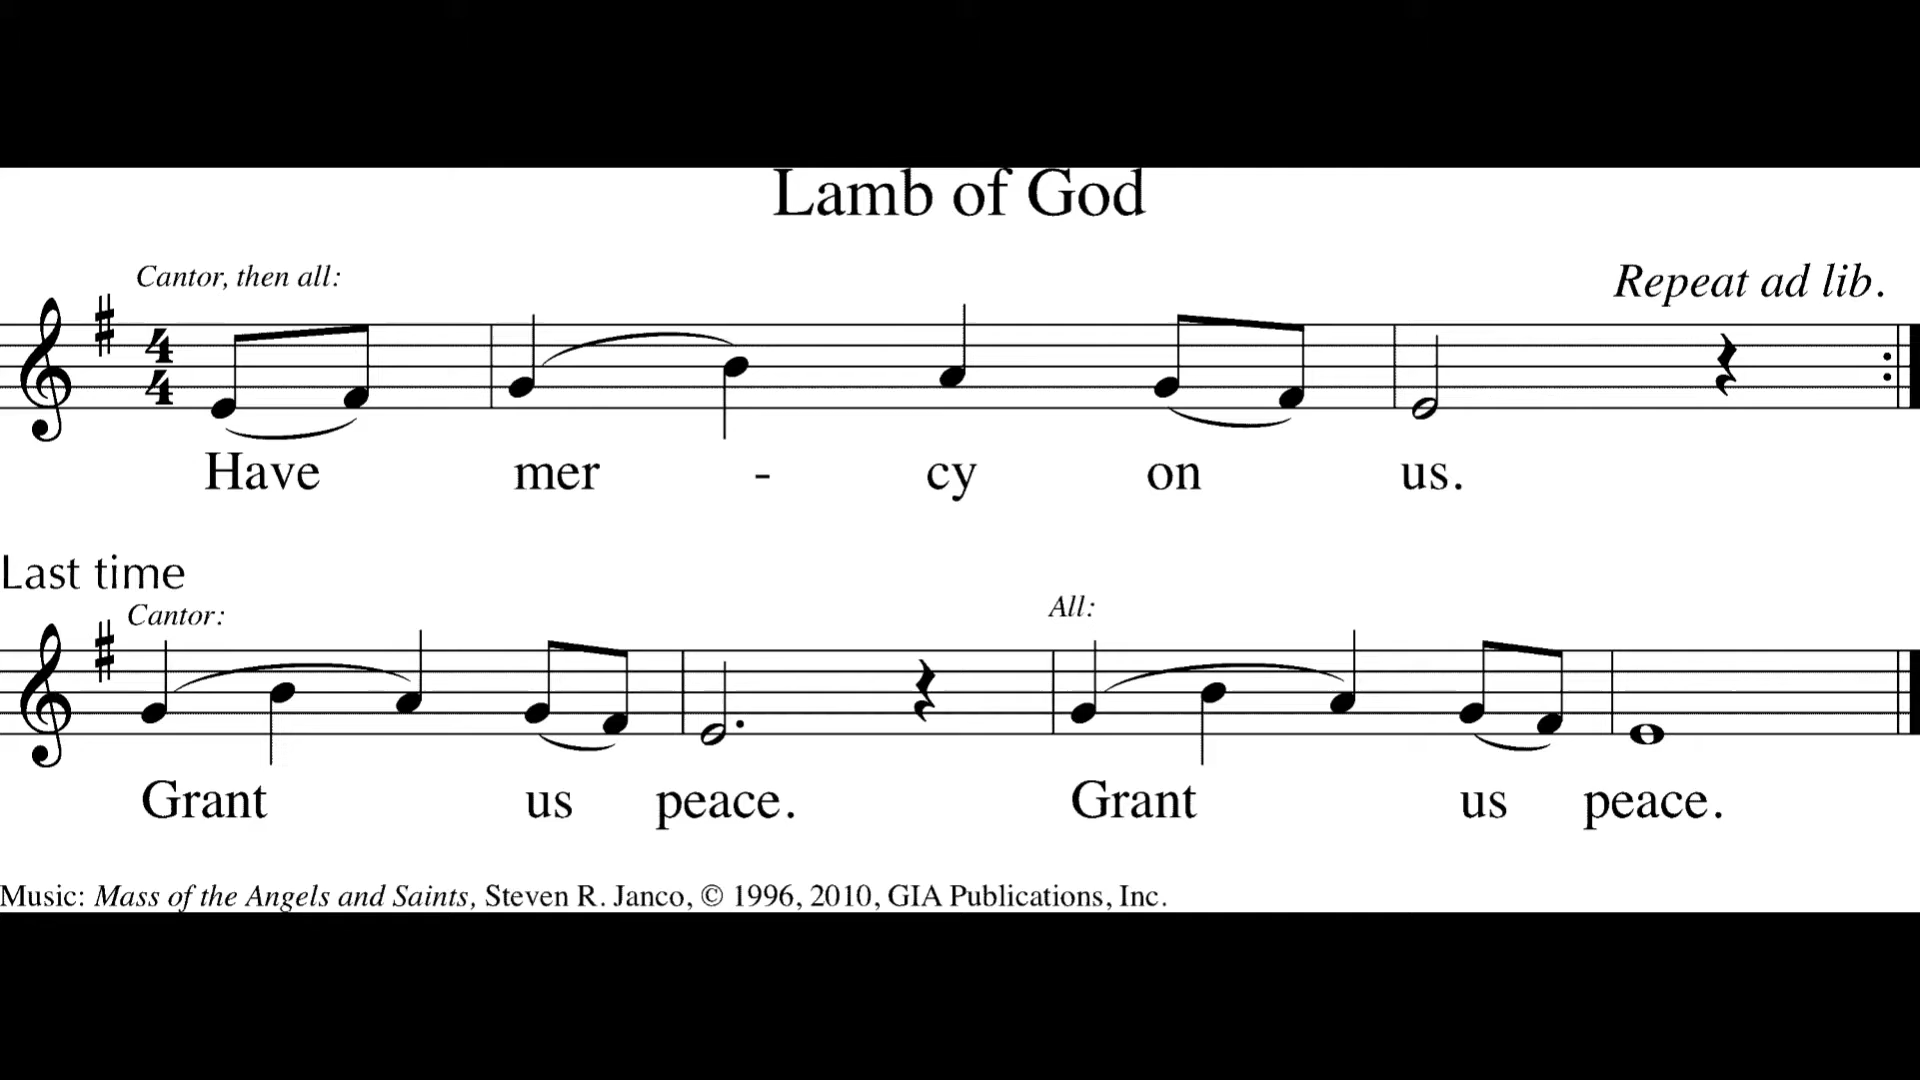 Lamb of God
Cantor, then all:
Repeat ad lib.
4
4
Have mer - cy on us.
Last time
Cantor:
All:
Grant us peace. Grant us peace.
Music: Mass of the Angels and Saints, Steven R. Janco, © 1996, 2010, GIA Publications, Inc.